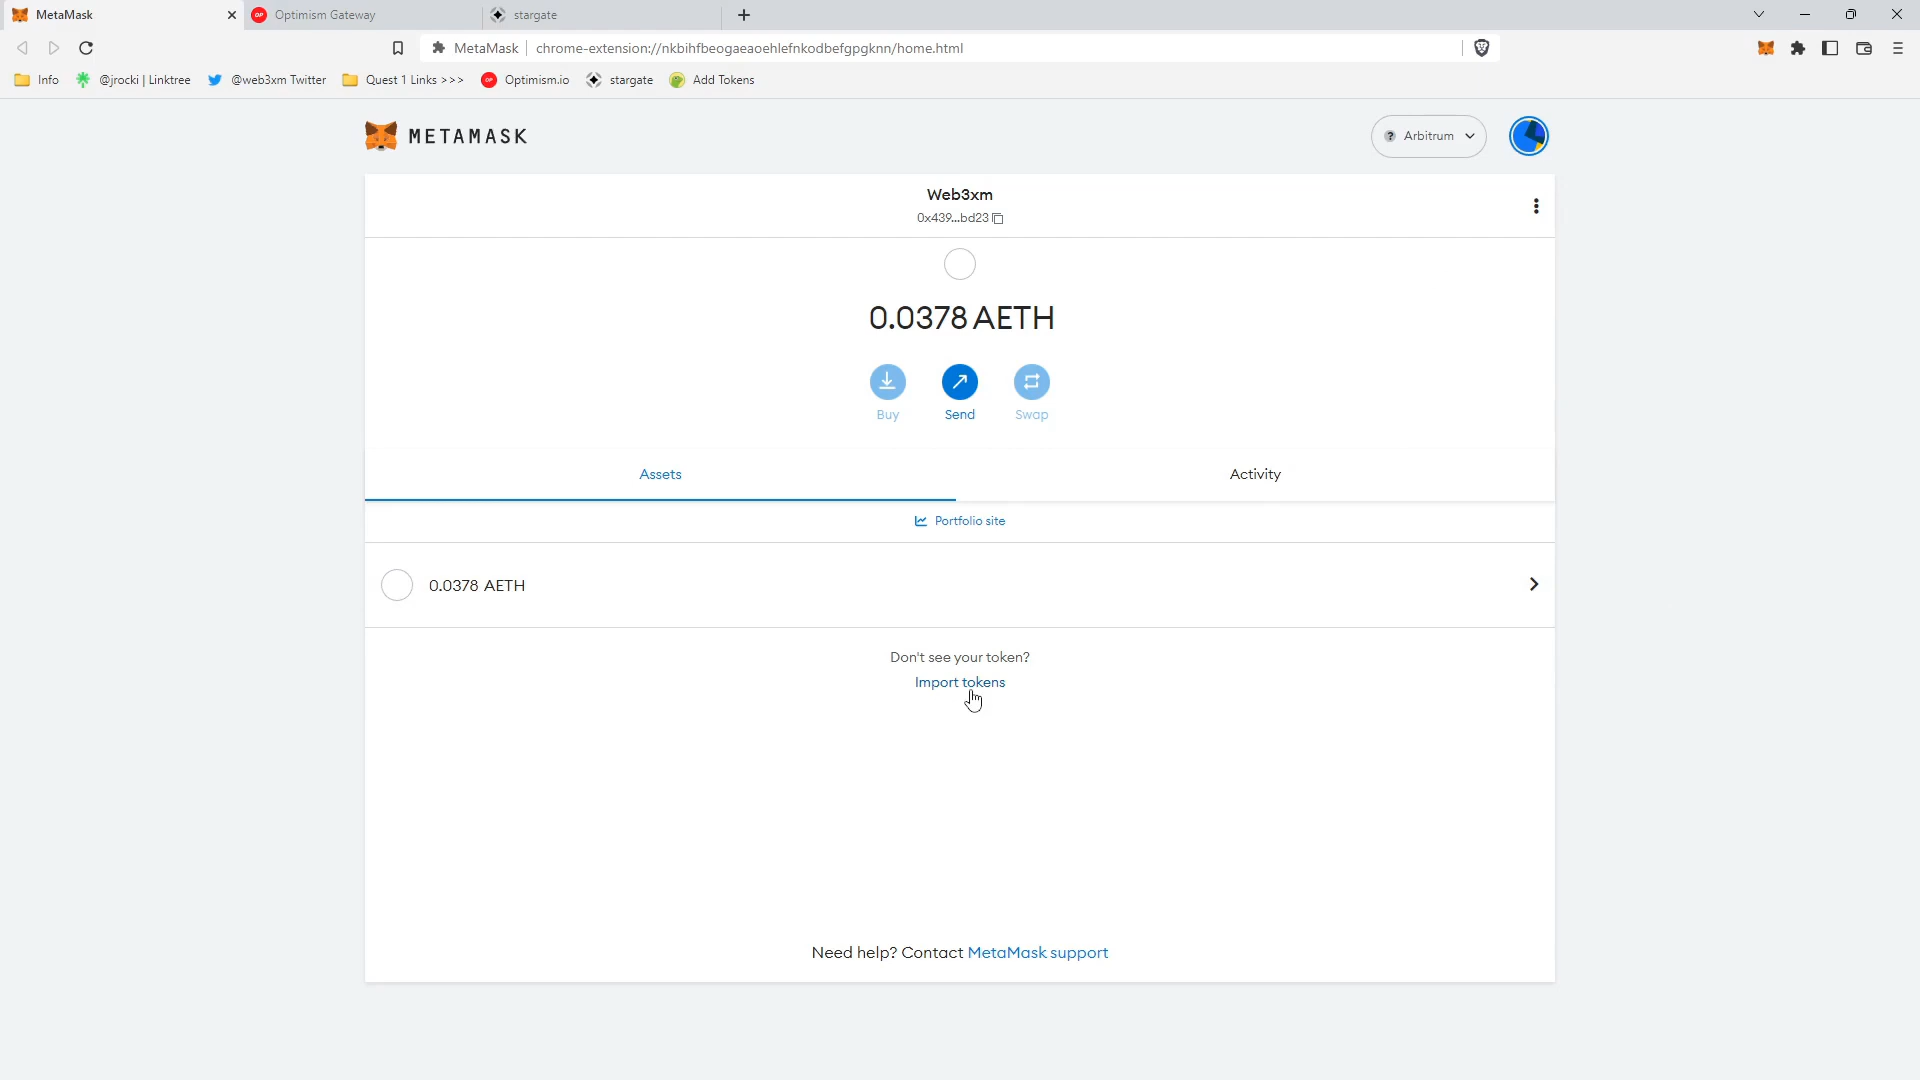 MetaMask
Optimism Gateway
stargate
MetaMask
chrome-extension://nkbihfbeogaeaoehlefnkodbefgpgknn/home.html
Info
@jrocki | Linktree
@web3xm Twitter
Quest 1 Links >>>
Optimism.io
stargate
Add Tokens
METAMASK
Arbitrum
Web3xm
0x439...bd23
0.0378 AETH
Buy
Send
Swap
Assets
Activity
Portfolio site
0.0378 AETH
Don't see your token?
Import tokens
Need help? Contact MetaMask support